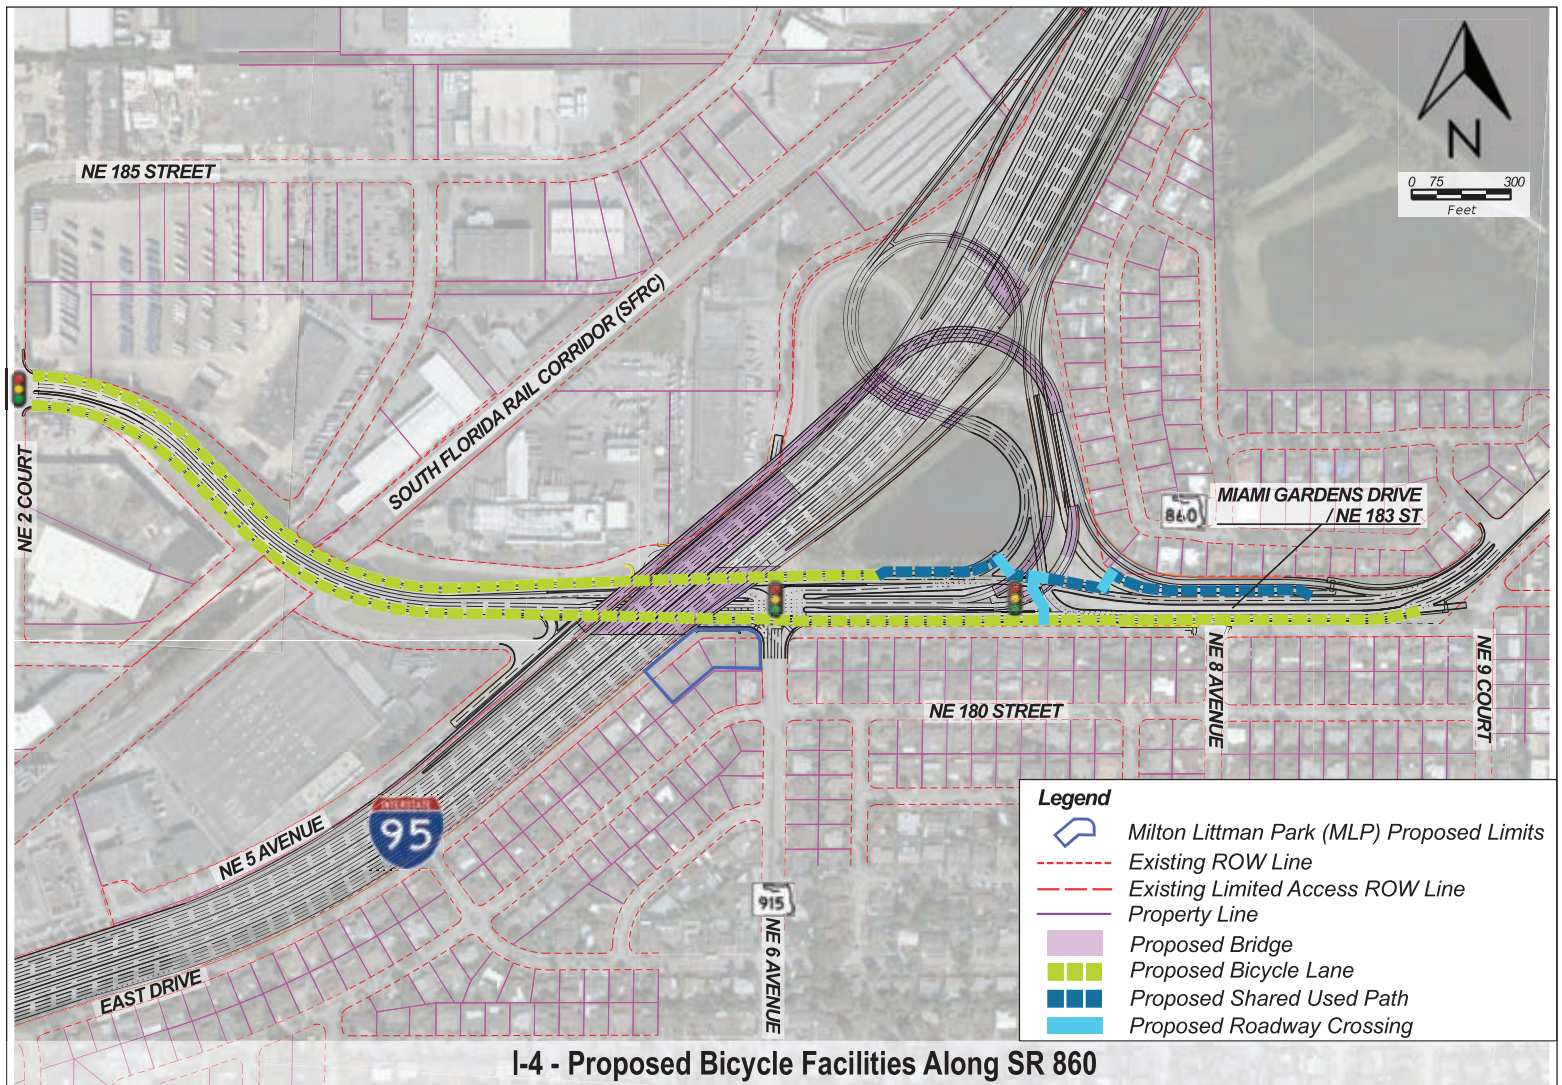 N
0 75 300
Feet
NE 185 STREET
SOUTH FLORIDA RAIL CORRIDOR (SFRC)
NE 2 COURT
860
MIAMI GARDENS DRIVE
/ NE 183 ST
NE 8 AVENUE
NE 9 COURT
NE 180 STREET
INTERSTATE
95
NE 5 AVENUE
EAST DRIVE
915
NE 6 AVENUE
Legend
Milton Littman Park (MLP) Proposed Limits
Existing ROW Line
Existing Limited Access ROW Line
Property Line
Proposed Bridge
Proposed Bicycle Lane
Proposed Shared Used Path
Proposed Roadway Crossing
I-4 - Proposed Bicycle Facilities Along SR 860